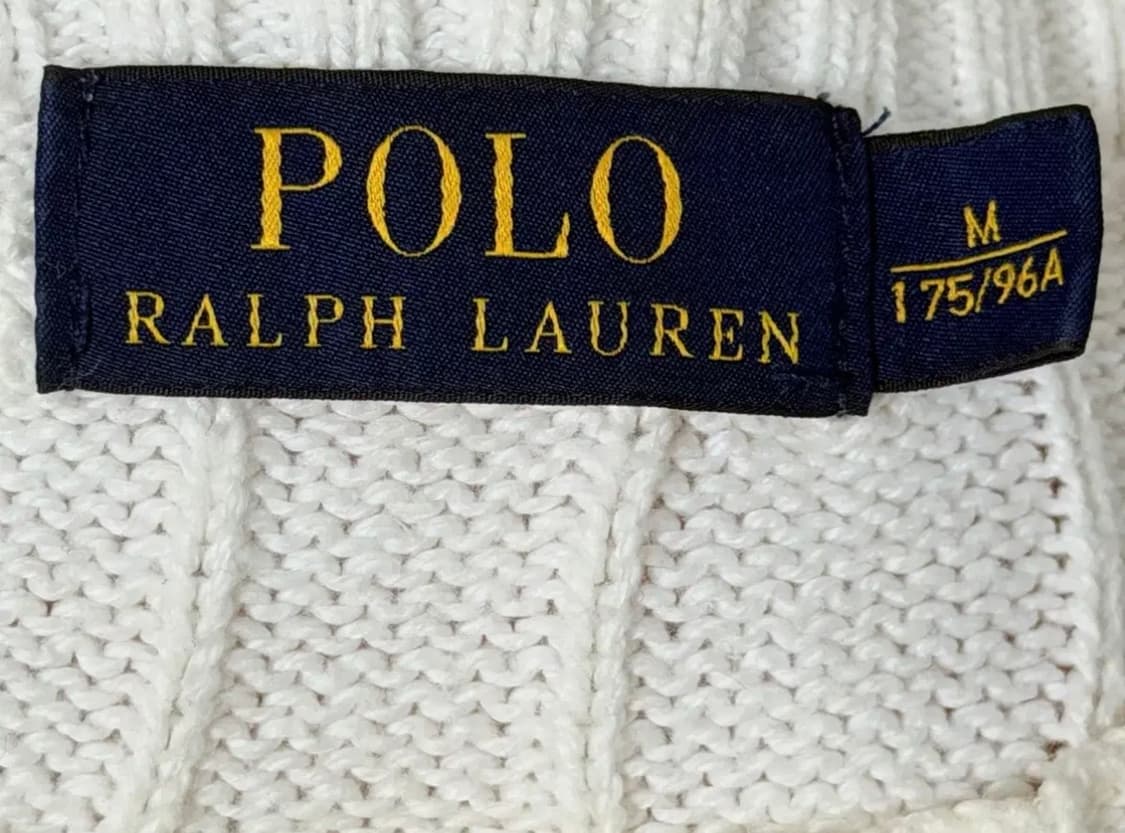 POLO
RALPH LAUREN
M
175/96A